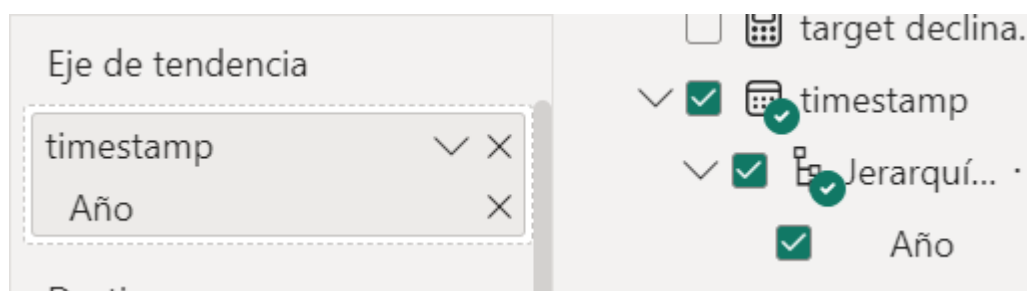 Eje de tendencia
timestamp
Año
target declina.
timestamp
Jerarquí... ·
Año